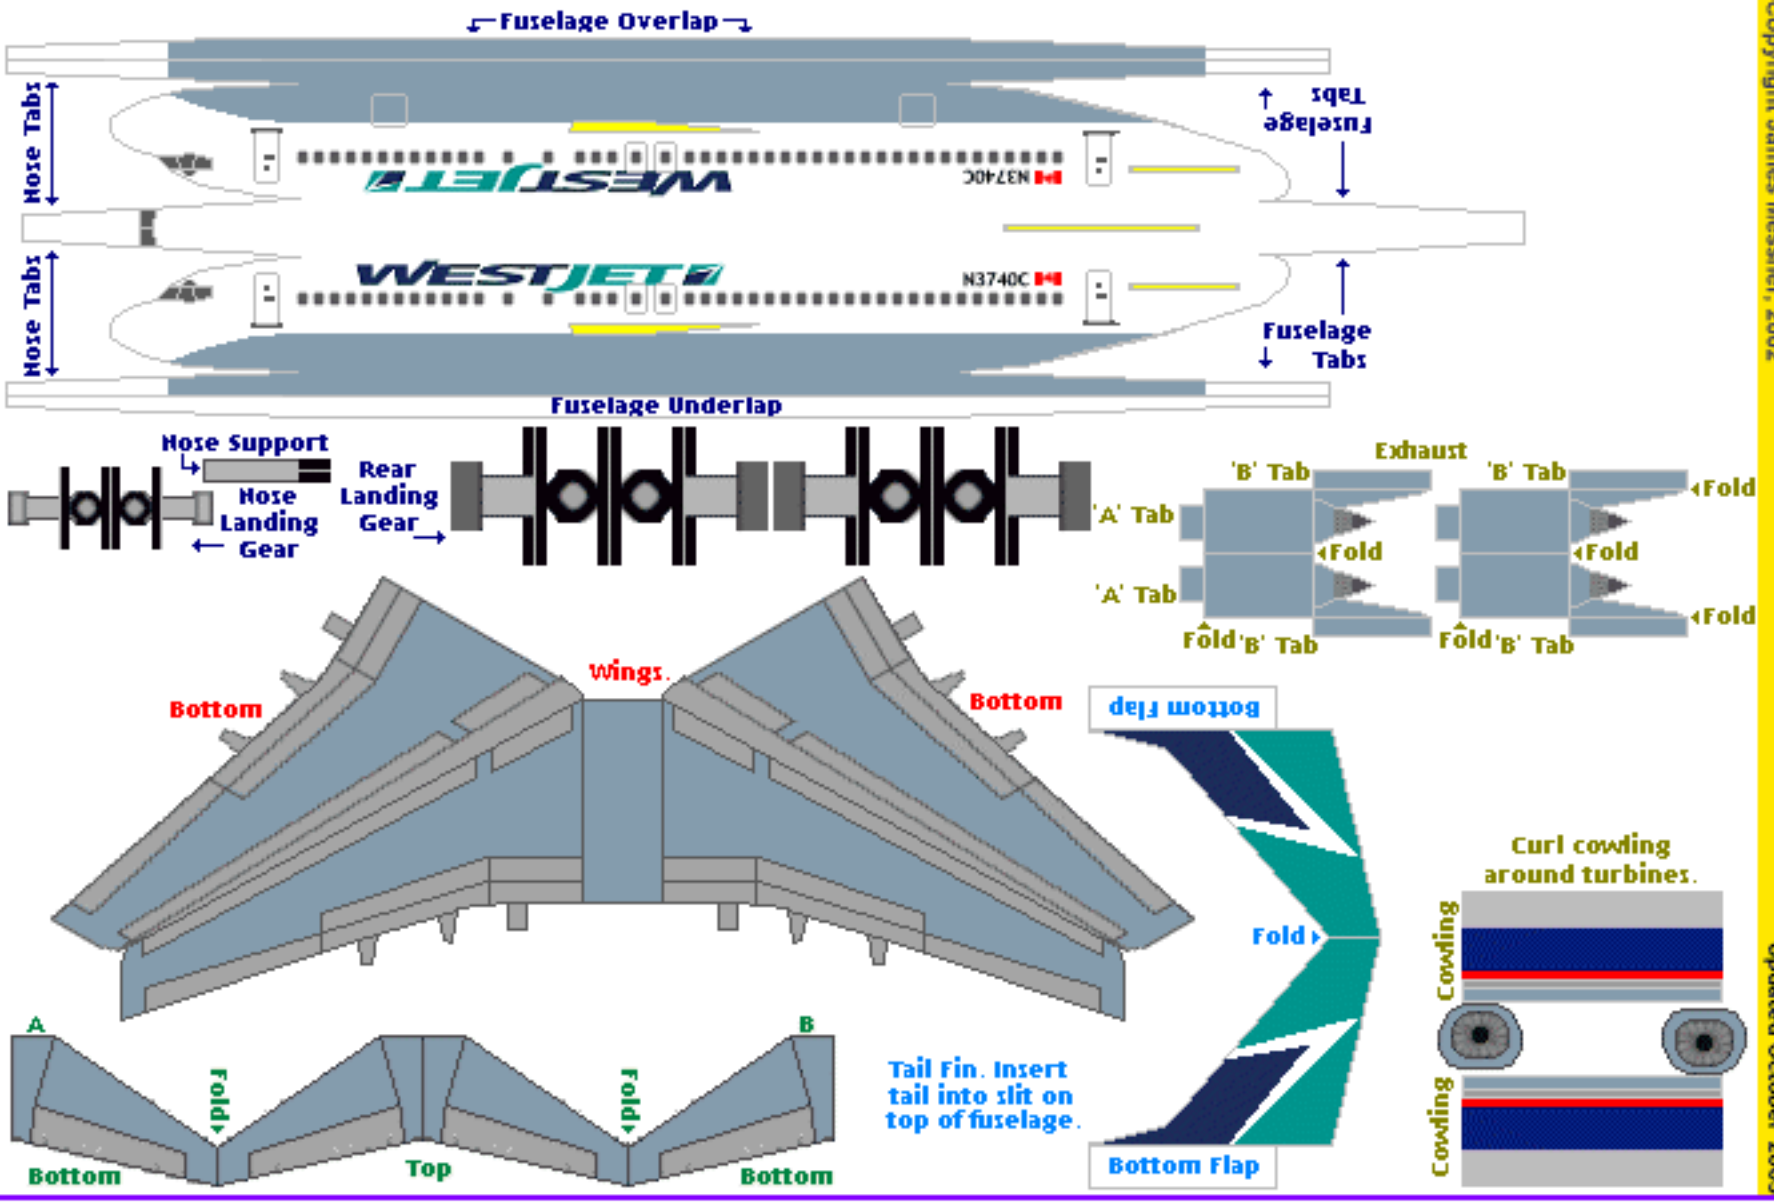 Fuselage Overlap
Nose Tabs
Fuselage
Tabs
WESTJET
N3740C
WESTJET
N3740C
Nose Tabs
Fuselage
Tabs
Fuselage Underlap
Nose Support
Nose
Landing
Gear
Rear
Landing
Gear
Exhaust
'B' Tab
'B' Tab
Fold
'A' Tab
Fold
Fold
'A' Tab
Fold
Fold
'B' Tab
Fold
'B' Tab
Wings.
Bottom
Bottom
Bottom Flap
Fold
Curl cowling
around turbines.
Cowling
Cowling
A
B
Fold
Fold
Bottom
Top
Bottom
Tail Fin. Insert
tail into slit on
top of fuselage.
Bottom Flap